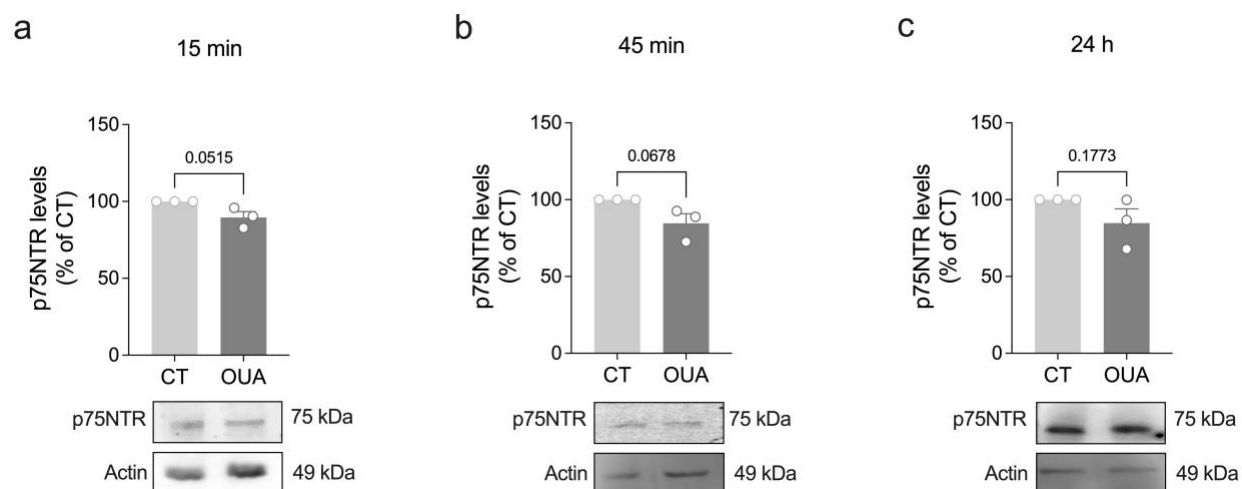 a
15 min
p75NTR levels
(% of CT)
150
100
50
0
0.0515
CT OUA
p75NTR 75 kDa
Actin 49 kDa
b
45 min
p75NTR levels
(% of CT)
150
100
50
0
0.0678
CT OUA
p75NTR 75 kDa
Actin 49 kDa
c
24 h
p75NTR levels
(% of CT)
150
100
50
0
0.1773
CT OUA
p75NTR 75 kDa
Actin 49 kDa